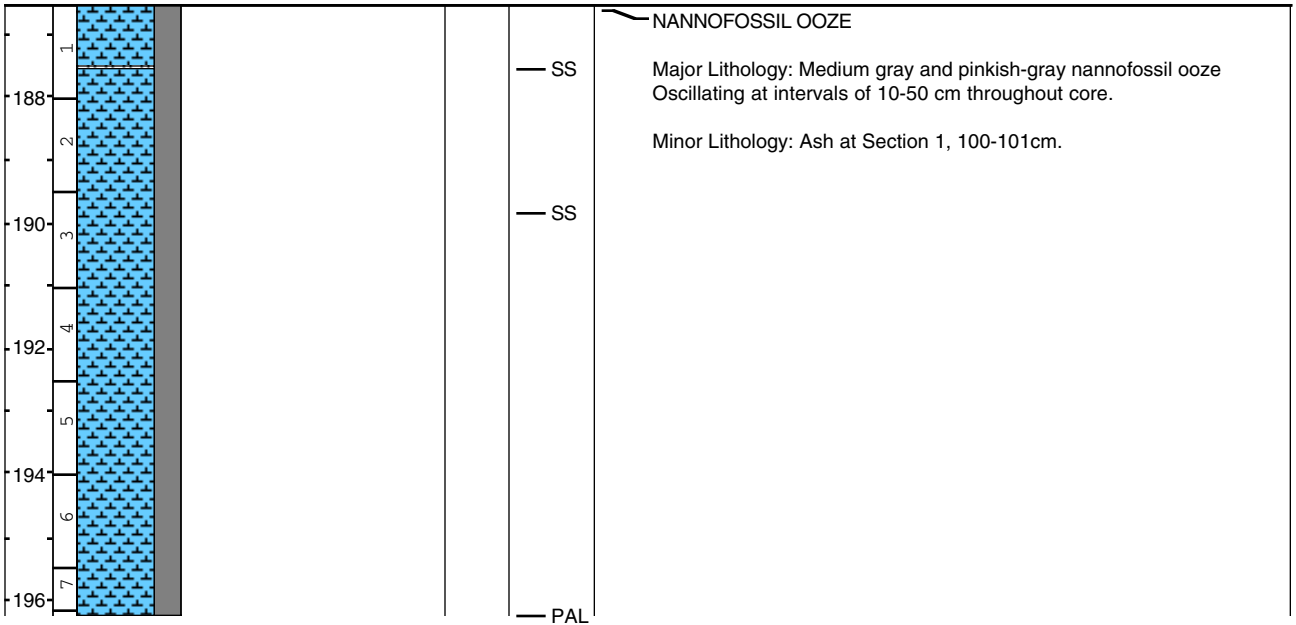 NANNOFOSSIL OOZE
1
SS
Major Lithology: Medium gray and pinkish-gray nannofossil ooze
188
Oscillating at intervals of 10-50 cm throughout core.
2
Minor Lithology: Ash at Section 1, 100-101cm.
SS
190
3
4
192
5
194
6
7
196
PAL